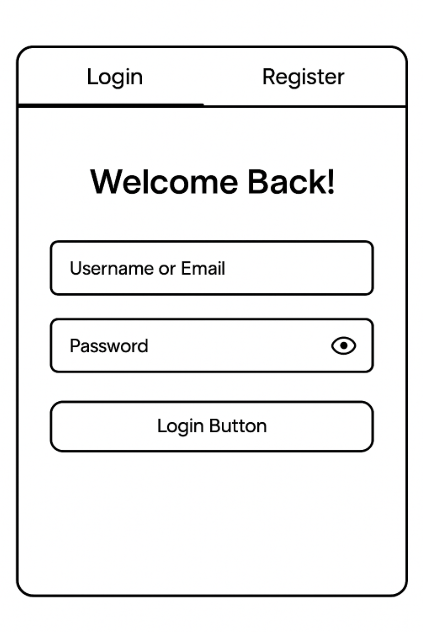 Login Register
Welcome Back!
Username or Email
Password
Login Button